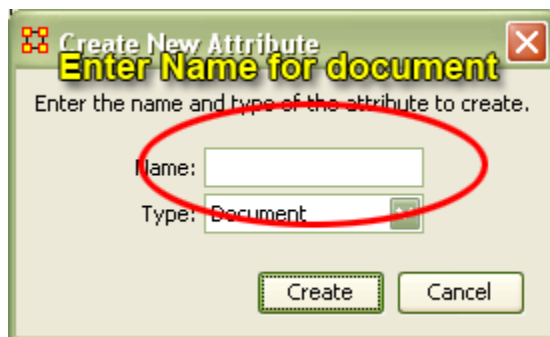 Create New Attribute
Enter Name for document
Enter the name and type of the attribute to create.
Name:
Type: Document
Create Cancel